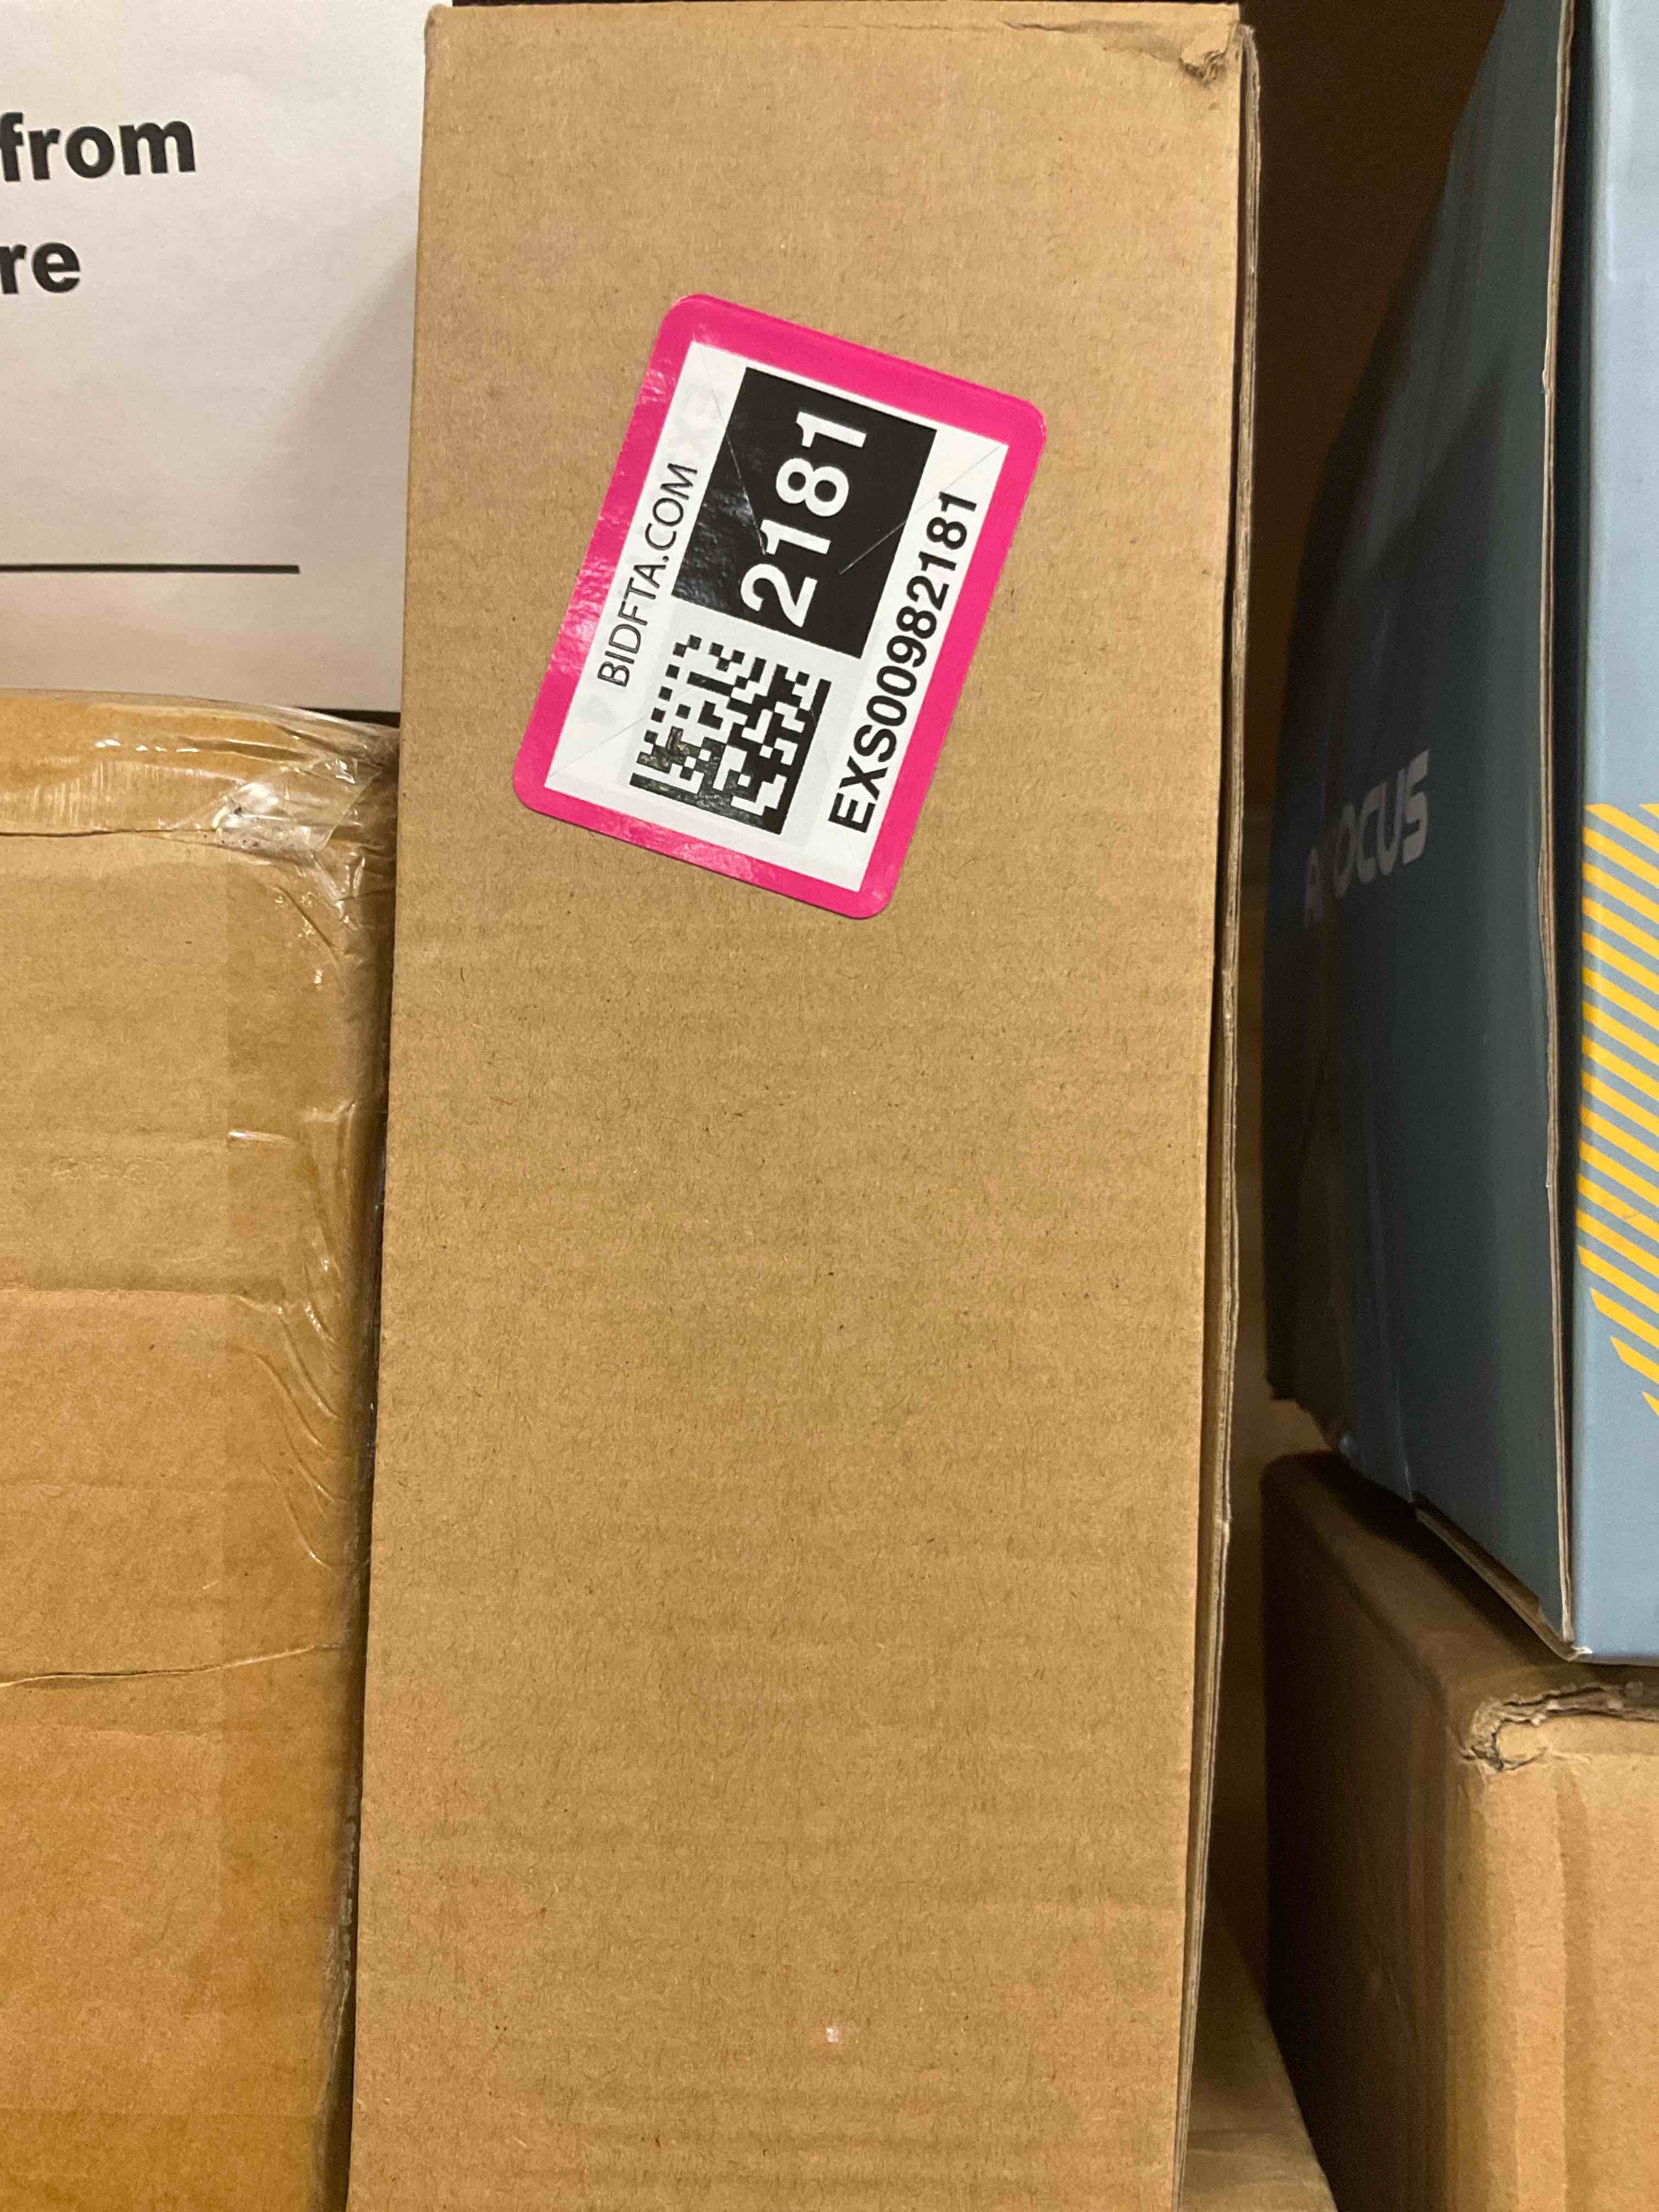 from
re
BIDFTA.COM
2181
EXS00982181